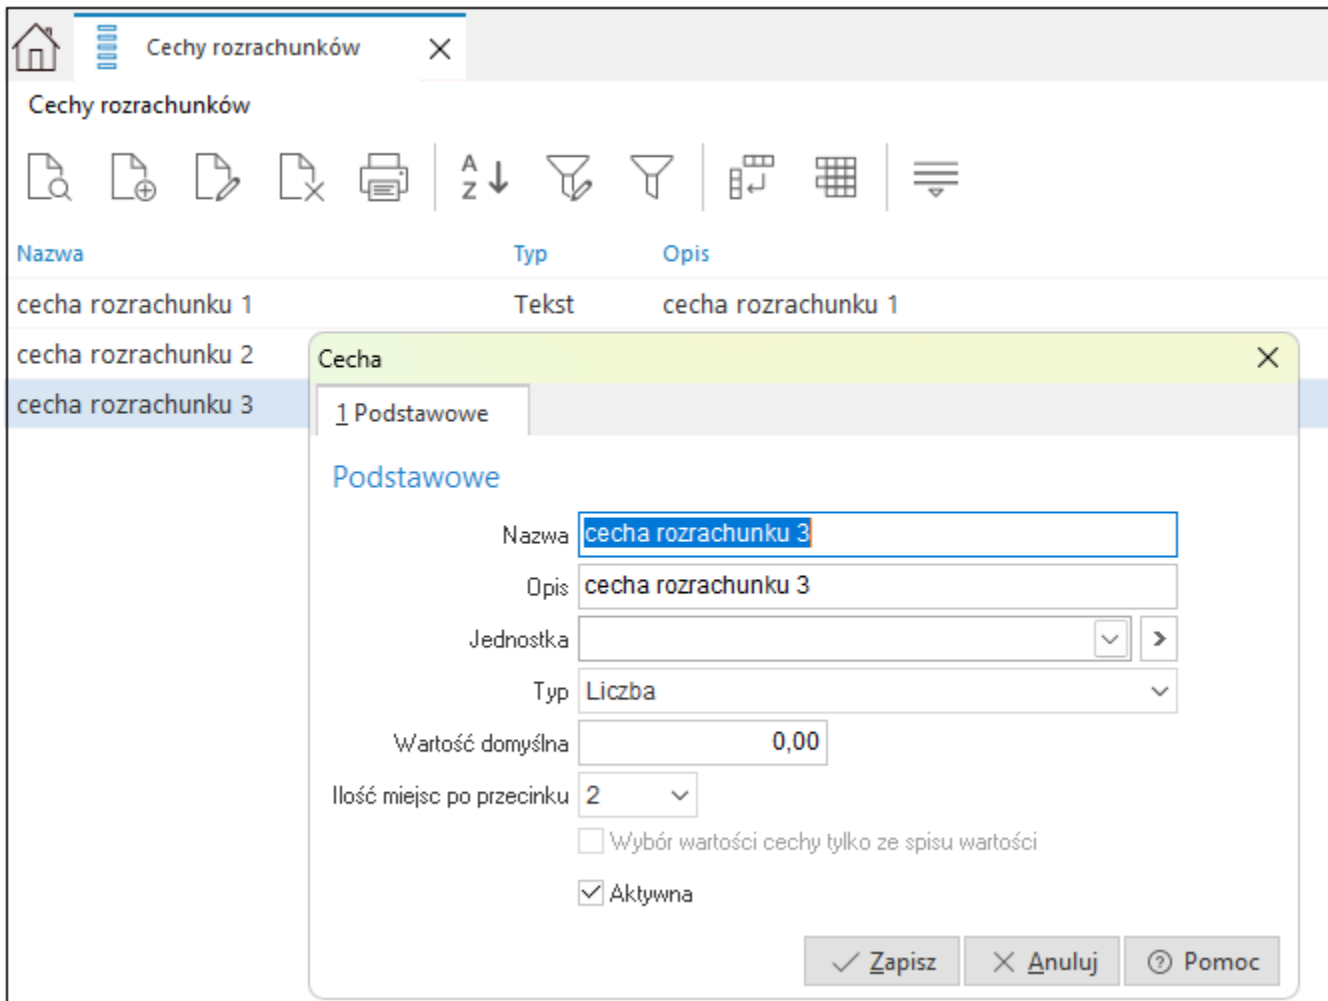 Cechy rozrachunków
Cechy rozrachunków
A
Z
Nazwa Typ Opis
cecha rozrachunku 1 Tekst cecha rozrachunku 1
cecha rozrachunku 2
cecha rozrachunku 3
Cecha
1 Podstawowe
Podstawowe
Nazwa cecha rozrachunku 3
Opis cecha rozrachunku 3
Jednostka
Typ Liczba
Wartość domyślna 0,00
Ilość miejsc po przecinku 2
Wybór wartości cechy tylko ze spisu wartości
Aktywna
Zapisz Anuluj Pomoc